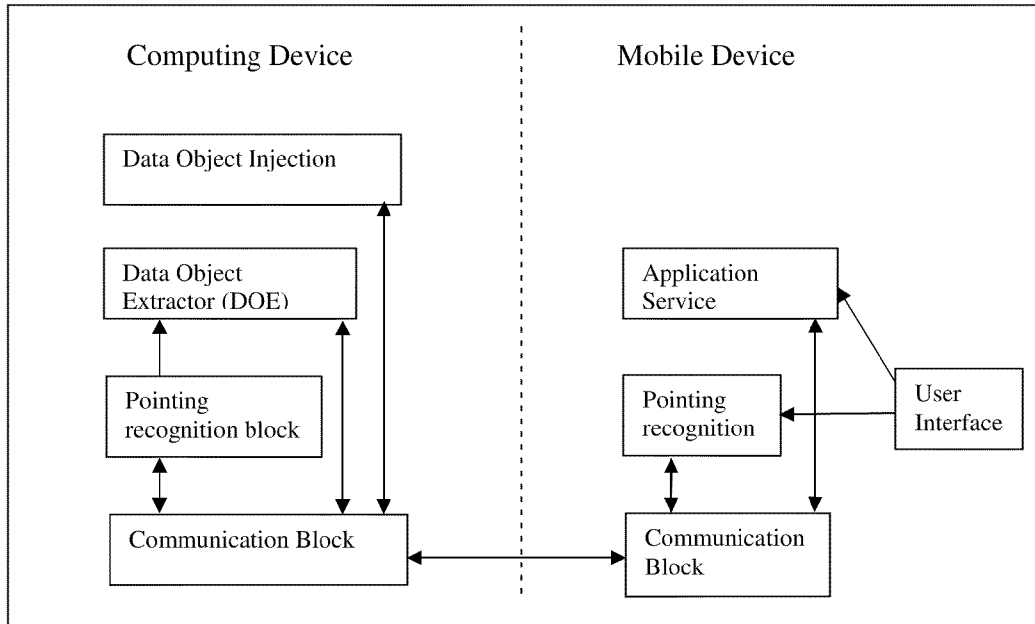 Computing Device
Mobile Device
Data Object Injection
Data Object
Extractor (DOE)
Application
Service
Pointing
recognition block
Pointing
recognition
User
Interface
Communication Block
Communication
Block